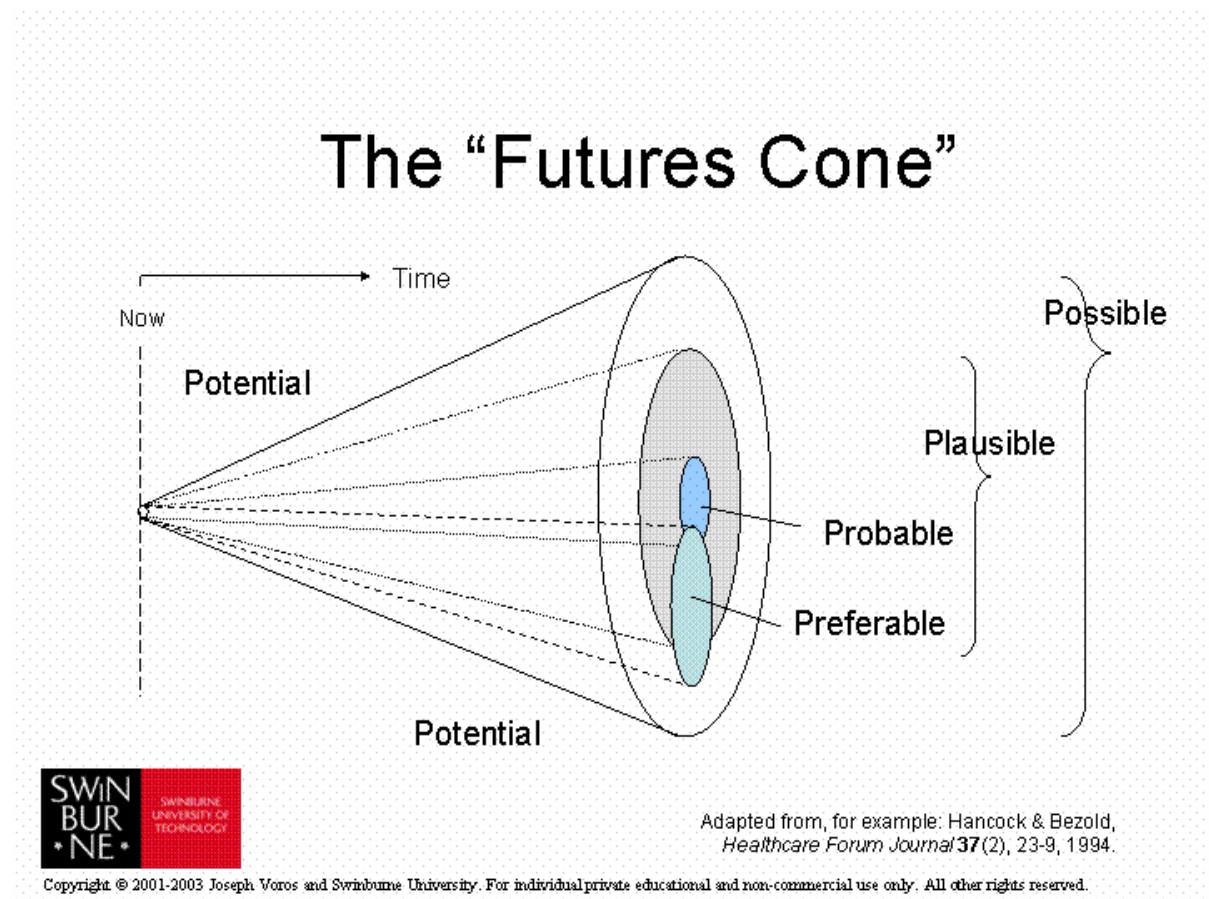 The “Futures Cone”
Time
Now
Possible
Potential
Plausible
Probable
Preferable
Potential
SWIN
BUR
* NE *
SWINBURNE
UNIVERSITY OF
TECHNOLOGY
Adapted from, for example: Hancock & Bezold,
Healthcare Forum Journal 37(2), 23-9, 1994.
Copyright © 2001-2003 Joseph Voros and Swinburne University. For individual private educational and non-commercial use only. All other rights reserved.